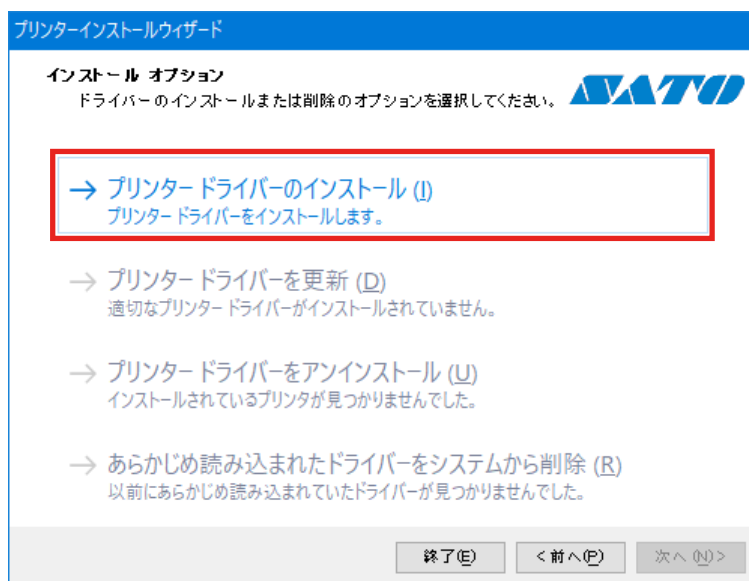 プリンターインストールウィザード
インストール オプション
ドライバーのインストールまたは削除のオプションを選択してください。
SATO
→ プリンター ドライバーのインストール (I)
プリンター ドライバーをインストールします。
→ プリンター ドライバーを更新 (D)
適切なプリンター ドライバーがインストールされていません。
→ プリンター ドライバーをアンインストール (U)
インストールされているプリンタが見つかりませんでした。
→ あらかじめ読み込まれたドライバーをシステムから削除 (R)
以前にあらかじめ読み込まれていたドライバーが見つかりませんでした。
終了(E) <前へ(P) 次へ(N)>